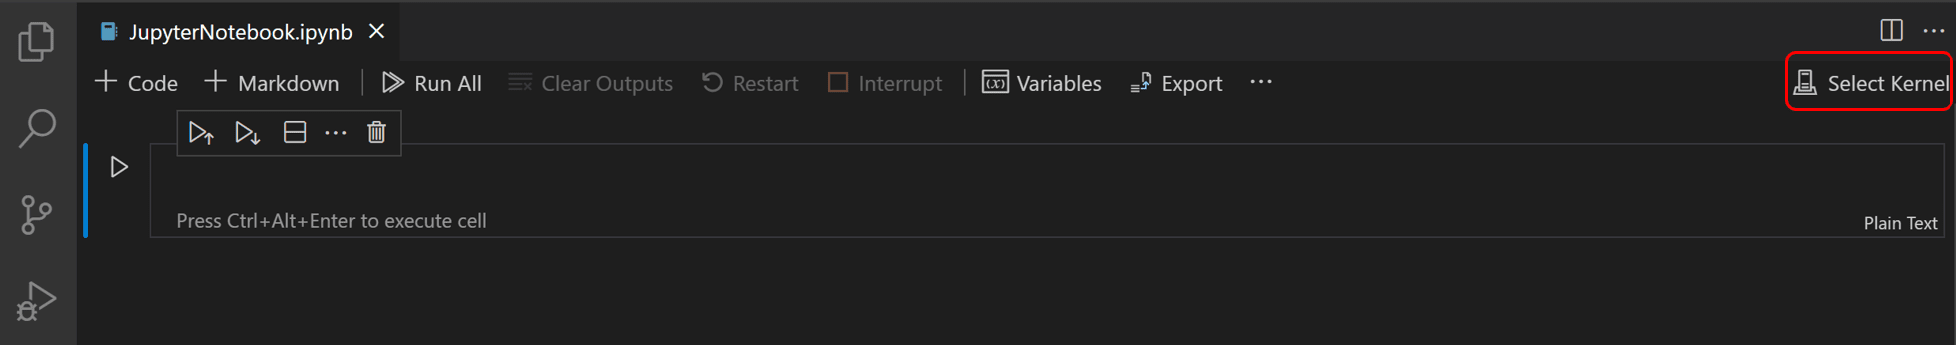 JupyterNotebook.ipynb
Code Markdown Run All Clear Outputs Restart Interrupt (x) Variables Export Select Kernel
Press Ctrl+Alt+Enter to execute cell
Plain Text